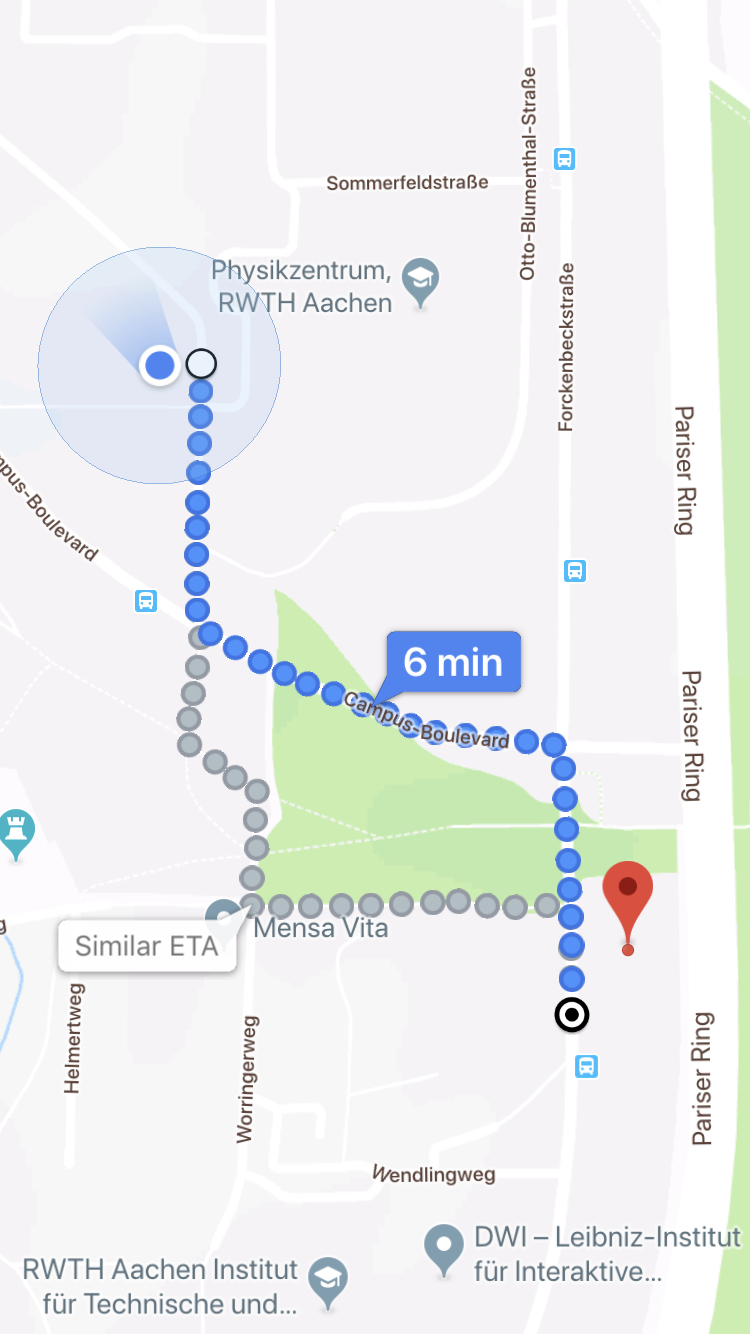 Otto-Blumenthal-Straße
Sommerfeldstraße
Physikzentrum,
RWTH Aachen
Forckenbeckstraße
Pariser Ring
mpus-Boulevard
6 min
Pariser Ring
Campus-Boulevard
Mensa Vita
Similar ETA
g
Helmertweg
Worringerweg
Pariser Ring
Wendlingweg
DWI – Leibniz-Institut
für Interaktive...
RWTH Aachen Institut
für Technische und...